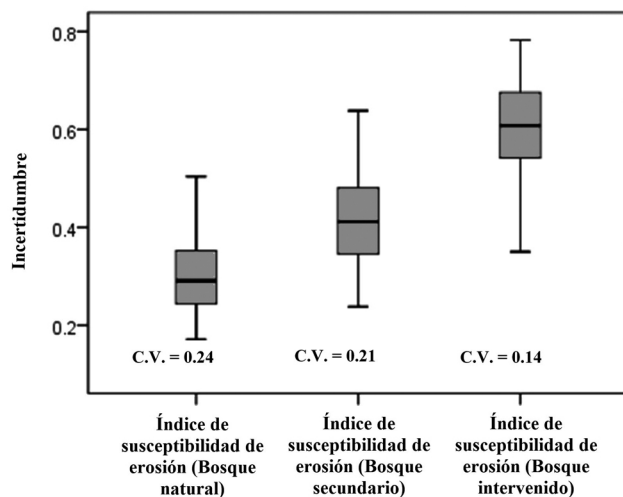 Incertidumbre
0.8
0.6
0.4
0.2
C.V. = 0.24
C.V. = 0.21
C.V. = 0.14
Índice de
susceptibilidad de
erosión (Bosque
natural)
Índice de
susceptibilidad de
erosión (Bosque
secundario)
Índice de
susceptibilidad de
erosión (Bosque
intervenido)